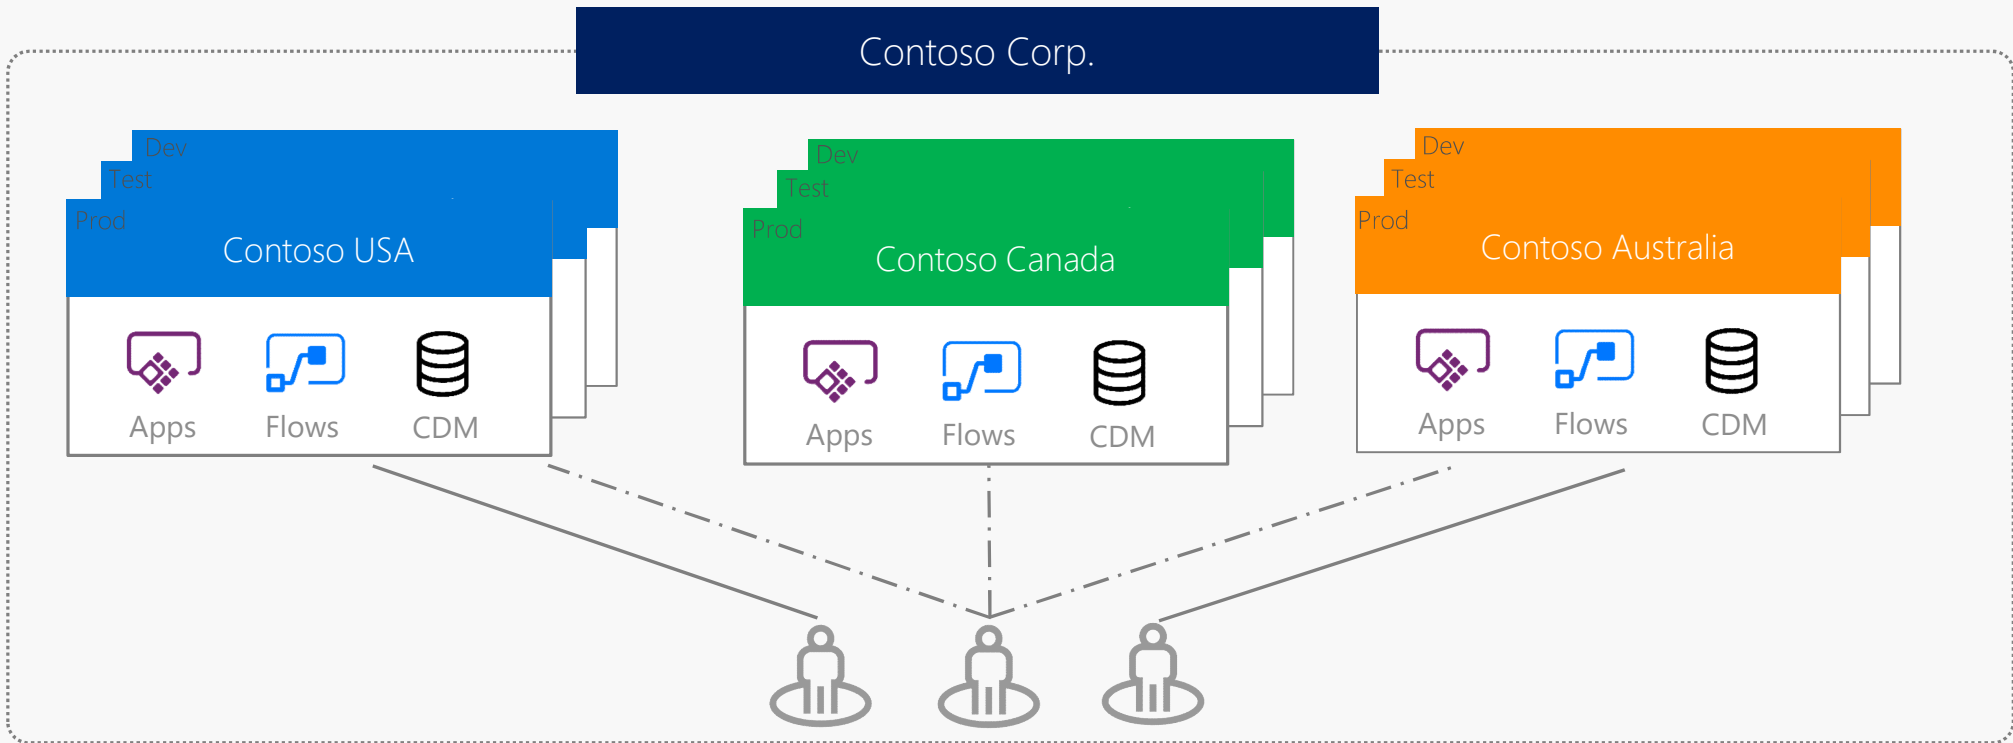 Contoso Corp.
Dev
Test
Prod
Contoso USA
Apps Flows CDM
Dev
Test
Prod
Contoso Canada
Apps Flows CDM
Dev
Test
Prod
Contoso Australia
Apps Flows CDM